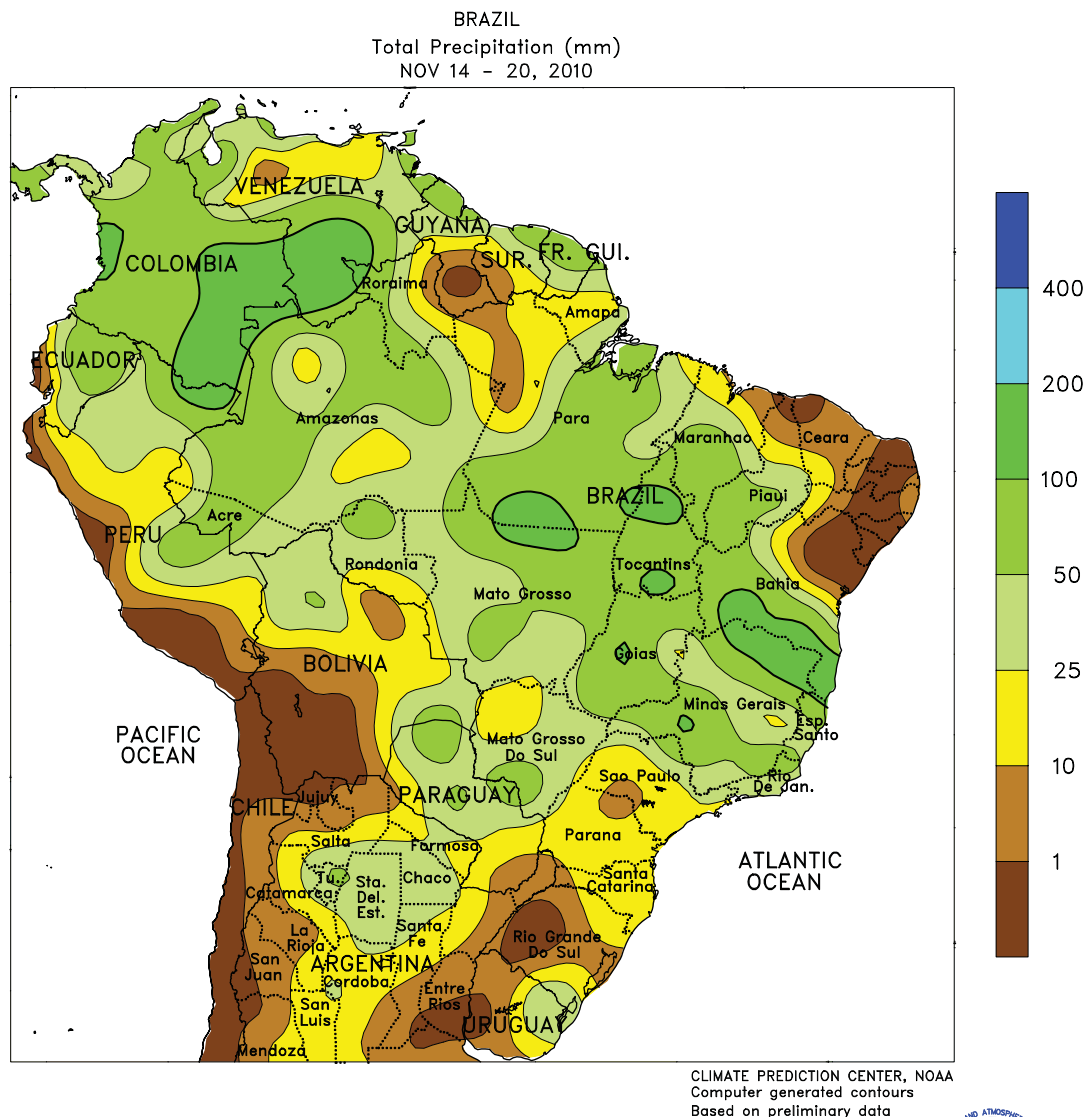 BRAZIL
Total Precipitation (mm)
NOV 14 - 20, 2010
VENEZUELA
GUYANA
SUR.
FR. GUI.
COLOMBIA
Roraima
Amapa
ECUADOR
400
200
100
50
25
10
1
Amazonas
Para
Maranhao
Ceara
BRAZIL
Piaui
Acre
PERU
Rondonia
Tocantins
Mato Grosso
Bahia
BOLIVIA
Goias
Minas Gerais
Esp.
Santo
PACIFIC
OCEAN
Mato Grosso
Do Sul
Sao Paulo
Rio
De Jan.
CHILE
Jujuy
PARAGUAY
Parana
Salta
Formosa
ATLANTIC
OCEAN
Tu.
Chaco
Santa
Catarina
Catamarca
Sta.
Del.
Est.
La
Rioja
Santa
Fe
Rio Grande
Do Sul
San
Juan
ARGENTINA
Cordoba
Entre
Rios
San
Luis
URUGUAY
Mendoza
CLIMATE PREDICTION CENTER, NOAA
Computer generated contours
Based on preliminary data
AND ATMOSPHE